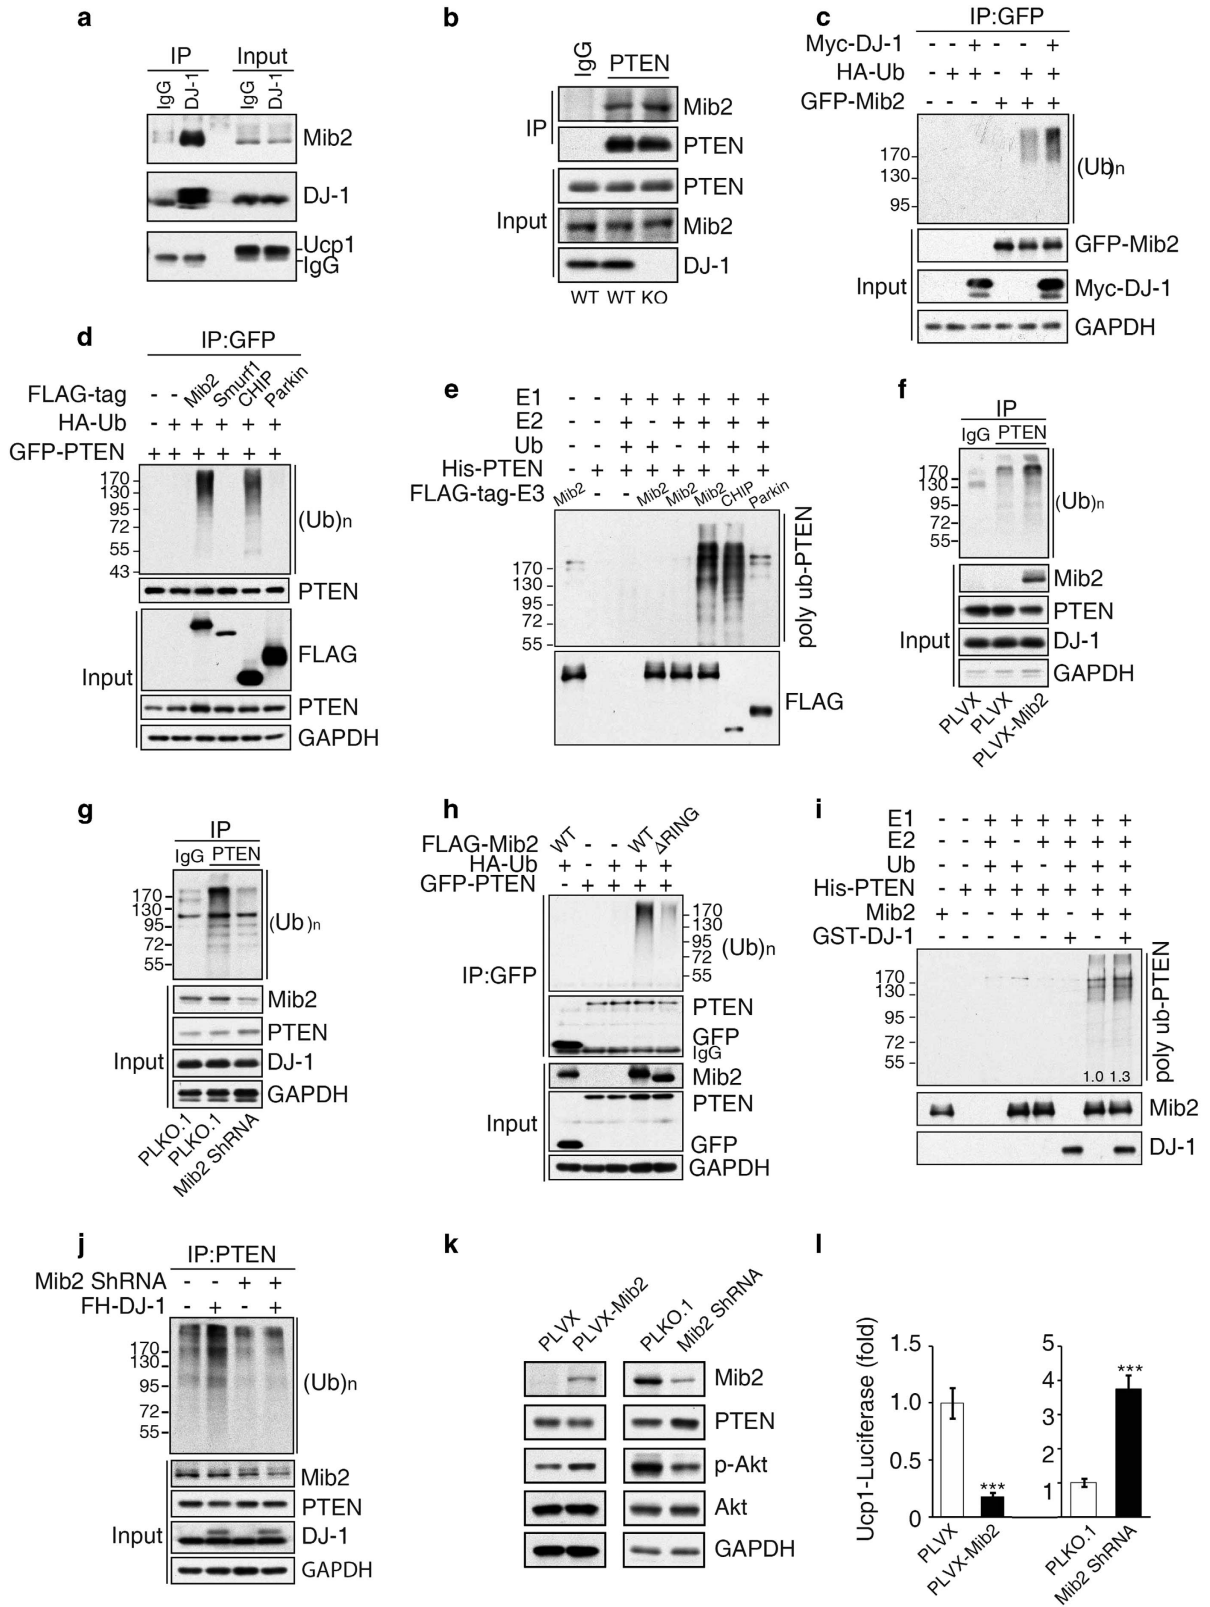 a
IP Input
IgG DJ-1 IgG DJ-1
Mib2
DJ-1
Ucp1
IgG
b
IgG PTEN
IP
Mib2
PTEN
Input
PTEN
Mib2
DJ-1
WT WT KO
c
IP:GFP
Myc-DJ-1 - - + - - +
HA-Ub - + + - + +
GFP-Mib2 - - - + + +
170
130
95
(Ub)n
GFP-Mib2
Input
Myc-DJ-1
GAPDH
d
IP:GFP
FLAG-tag - - Mib2 Smurf1 CHIP Parkin
HA-Ub - + + + + +
GFP-PTEN + + + + + +
170
130
95
72
55
43
(Ub)n
PTEN
Input
FLAG
PTEN
GAPDH
e
E1 - - + + + + + +
E2 - - + - + + + +
Ub - - + + - + + +
His-PTEN - + + + + + + +
FLAG-tag-E3 Mib2 - - Mib2 Mib2 Mib2 CHIP Parkin
170
130
95
72
55
poly ub-PTEN
FLAG
f
IP
IgG PTEN
170
130
95
72
55
(Ub)n
Mib2
PTEN
Input
DJ-1
GAPDH
PLVX
PLVX
PLVX-Mib2
g
IP
IgG PTEN
170
130
95
72
55
(Ub)n
Mib2
PTEN
Input
DJ-1
GAPDH
PLKO.1
PLKO.1
Mib2 ShRNA
h
FLAG-Mib2 WT - - WT ΔRING
HA-Ub + - + + +
GFP-PTEN - + + + +
170
130
95
72
55
(Ub)n
IP:GFP
PTEN
GFP
IgG
Mib2
PTEN
Input
GFP
GAPDH
i
E1 - - + + + + + +
E2 - - + - + + + +
Ub - - + + - + + +
His-PTEN - + + + + + + +
Mib2 + - - + + - + +
GST-DJ-1 - - - - - + - +
170
130
95
72
55
poly ub-PTEN
1.0 1.3
Mib2
DJ-1
j
IP:PTEN
Mib2 ShRNA - - + +
FH-DJ-1 - + - +
170
130
95
72
55
(Ub)n
Mib2
PTEN
Input
DJ-1
GAPDH
k
PLVX PLVX-Mib2 PLKO.1 Mib2 ShRNA
Mib2
PTEN
p-Akt
Akt
GAPDH
l
Ucp1-Luciferase (fold)
1.5
1.0
0.5
0
***
PLVX
PLVX-Mib2
5
4
3
2
1
***
PLKO.1
Mib2 ShRNA